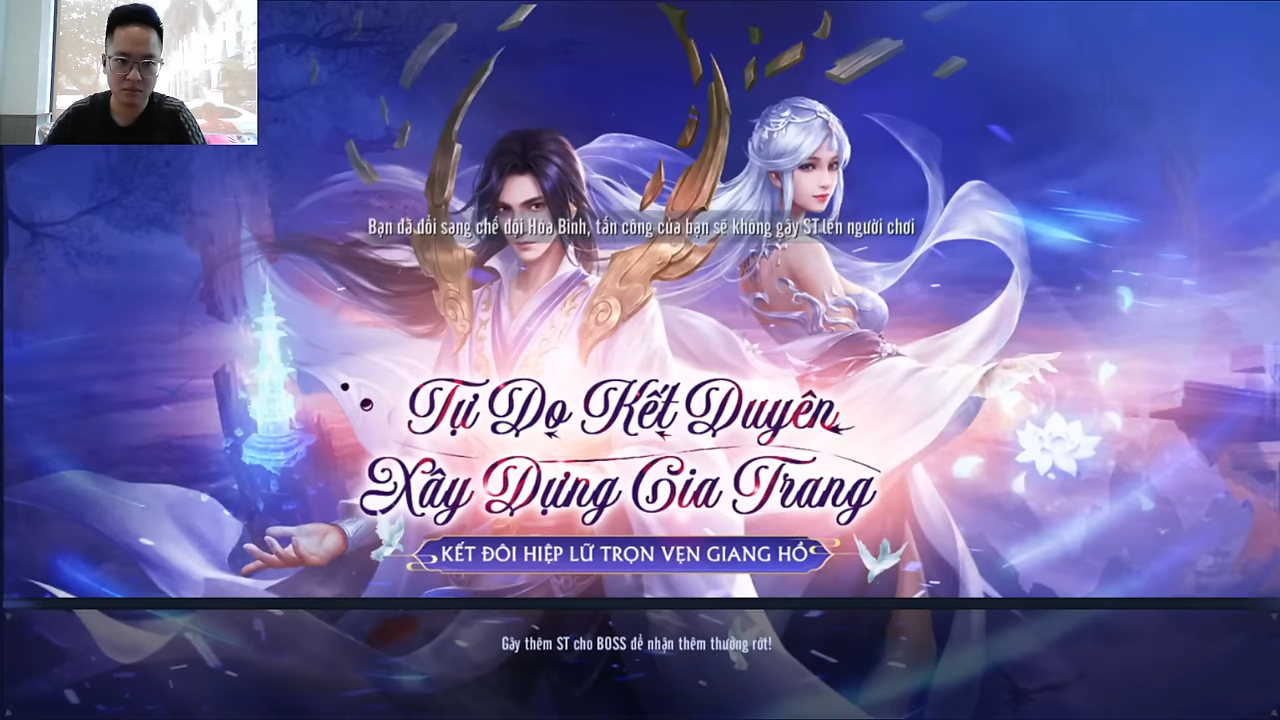 Bạn đã đổi sang chế độ Hòa Bình, tấn công của bạn sẽ không gây ST lên người chơi
Tự Do Kết Duyên
Xây Dựng Gia Trang
KẾT ĐÔI HIỆP LỮ TRỌN VẸN GIANG HỒ
Gây thêm ST cho BOSS để nhận thêm thưởng rớt!